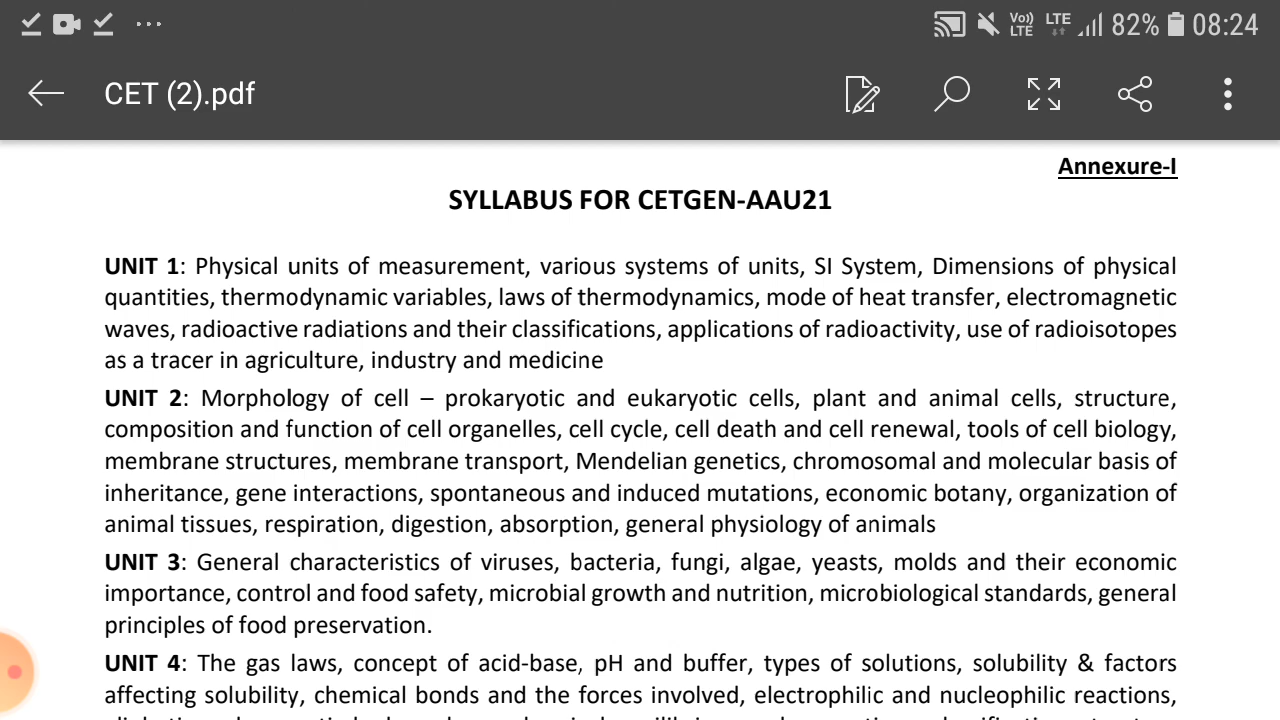 ... Vo) LTE LTE 82% 08:24
CET (2).pdf
Annexure-I
SYLLABUS FOR CETGEN-AAU21
UNIT 1: Physical units of measurement, various systems of units, SI System, Dimensions of physical
quantities, thermodynamic variables, laws of thermodynamics, mode of heat transfer, electromagnetic
waves, radioactive radiations and their classifications, applications of radioactivity, use of radioisotopes
as a tracer in agriculture, industry and medicine
UNIT 2: Morphology of cell – prokaryotic and eukaryotic cells, plant and animal cells, structure,
composition and function of cell organelles, cell cycle, cell death and cell renewal, tools of cell biology,
membrane structures, membrane transport, Mendelian genetics, chromosomal and molecular basis of
inheritance, gene interactions, spontaneous and induced mutations, economic botany, organization of
animal tissues, respiration, digestion, absorption, general physiology of animals
UNIT 3: General characteristics of viruses, bacteria, fungi, algae, yeasts, molds and their economic
importance, control and food safety, microbial growth and nutrition, microbiological standards, general
principles of food preservation.
UNIT 4: The gas laws, concept of acid-base, pH and buffer, types of solutions, solubility & factors
affecting solubility, chemical bonds and the forces involved, electrophilic and nucleophilic reactions,